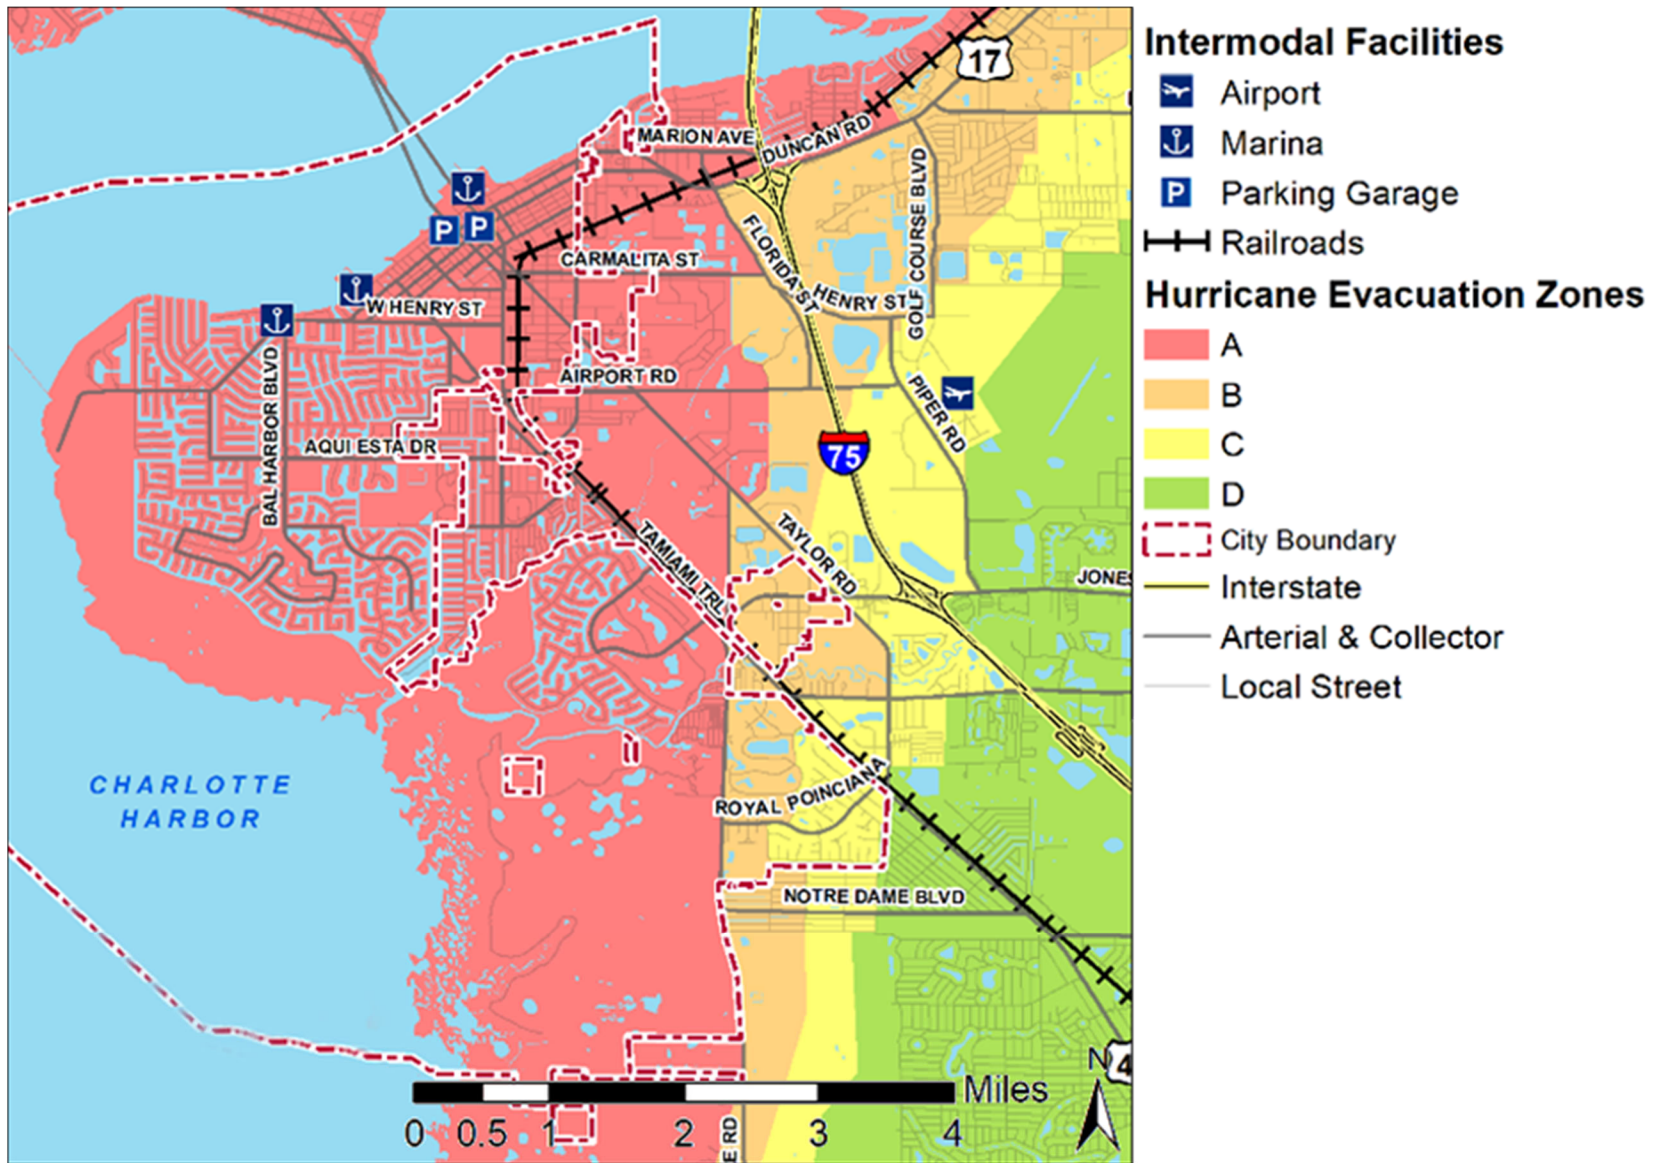 17
MARION AVE
DUNCAN RD
P P
GOLF COURSE BLVD
FLORIDA ST
CARMALITA ST
HENRY ST
W HENRY ST
AIRPORT RD
PIPER RD
BAL HARBOR BLVD
AQUI ESTA DR
75
TAMIAMI TRL
TAYLOR RD
JONES
CHARLOTTE
HARBOR
ROYAL POINCIANA
NOTRE DAME BLVD
N
4
Miles
0 0.5 1 2 3 4
E RD
Intermodal Facilities
Airport
Marina
P Parking Garage
Railroads
Hurricane Evacuation Zones
A
B
C
D
City Boundary
Interstate
Arterial & Collector
Local Street